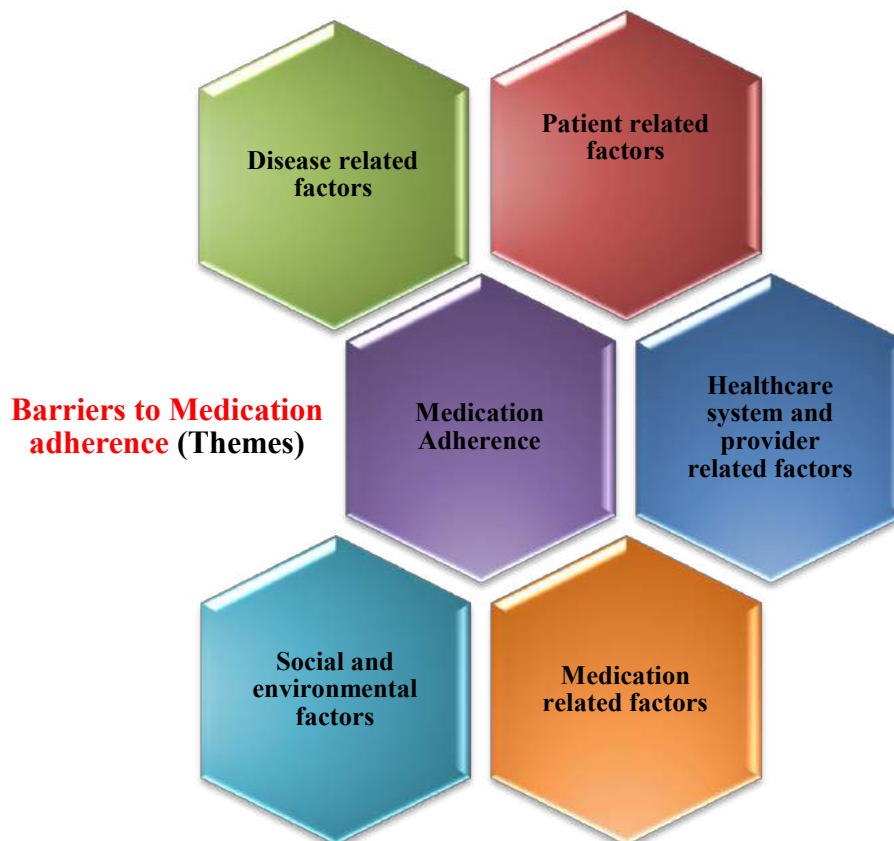 Disease related
factors
Patient related
factors
Barriers to Medication
adherence (Themes)
Medication
Adherence
Healthcare
system and
provider
related factors
Social and
environmental
factors
Medication
related factors